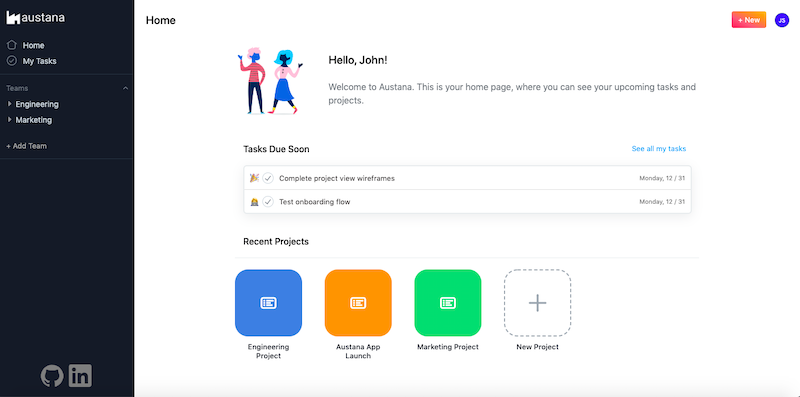 austana
Home
My Tasks
Teams
Engineering
Marketing
+ Add Team
Home
+ New
JS
Hello, John!
Welcome to Austana. This is your home page, where you can see your upcoming tasks and
projects.
Tasks Due Soon
See all my tasks
Complete project view wireframes
Monday, 12 / 31
Test onboarding flow
Monday, 12 / 31
Recent Projects
Engineering
Project
Austana App
Launch
Marketing Project
New Project
in